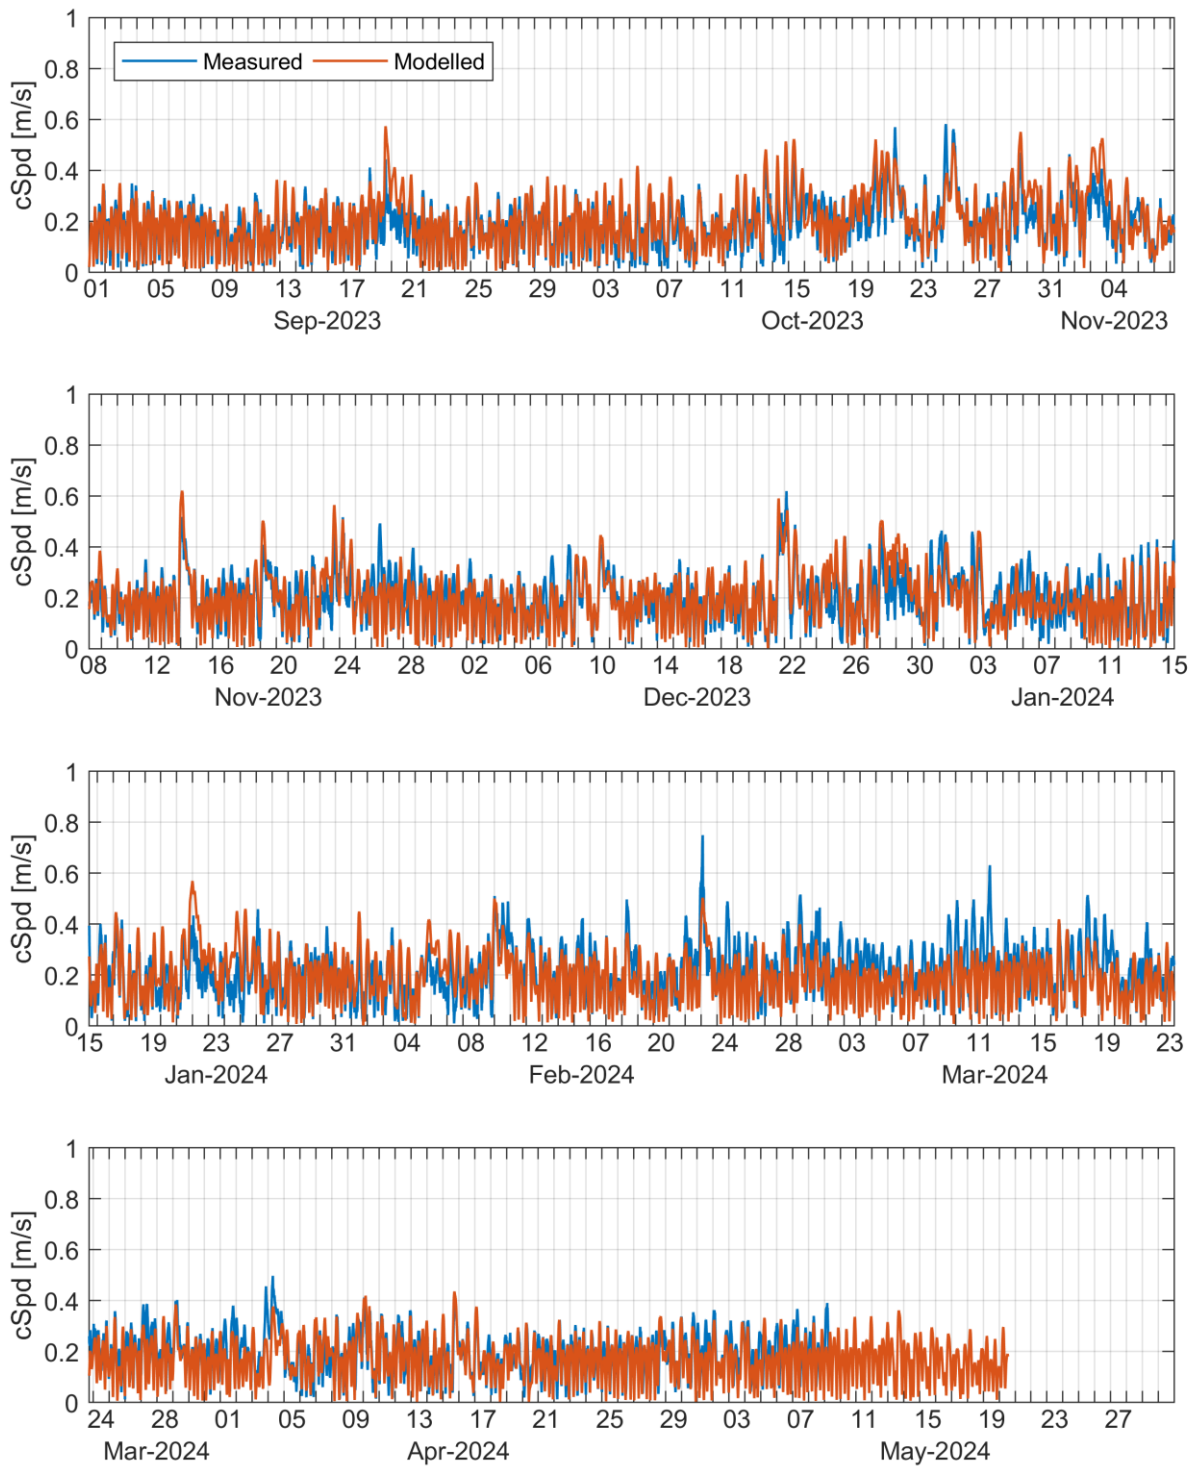 1
0.8
0.6
0.4
0.2
0
cSpd [m/s]
Measured Modelled
01 05 09 13 17 21 25 29 03 07 11 15 19 23 27 31 04
Sep-2023 Oct-2023 Nov-2023
1
0.8
0.6
0.4
0.2
0
cSpd [m/s]
08 12 16 20 24 28 02 06 10 14 18 22 26 30 03 07 11 15
Nov-2023 Dec-2023 Jan-2024
1
0.8
0.6
0.4
0.2
0
cSpd [m/s]
15 19 23 27 31 04 08 12 16 20 24 28 03 07 11 15 19 23
Jan-2024 Feb-2024 Mar-2024
1
0.8
0.6
0.4
0.2
0
cSpd [m/s]
24 28 01 05 09 13 17 21 25 29 03 07 11 15 19 23 27
Mar-2024 Apr-2024 May-2024